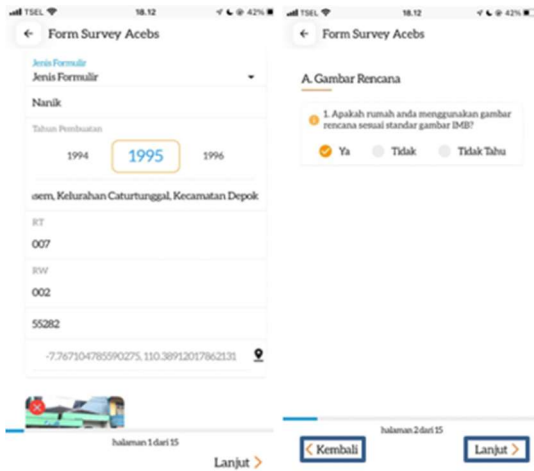 TSEL 18.12 42%
Form Survey Acebs
Jenis Formulir
Jenis Formulir
Nanik
Tahun Pembuatan
1994 1995 1996
sem, Kelurahan Caturtunggal, Kecamatan Depok
RT
007
RW
002
55282
-7.767104785590275, 110.38912017862131
halaman 1 dari 15
Lanjut
TSEL 18.12 42%
Form Survey Acebs
A. Gambar Rencana
1. Apakah rumah anda menggunakan gambar
rencana sesuai standar gambar IMB?
Ya Tidak Tidak Tahu
halaman 2 dari 15
Kembali Lanjut